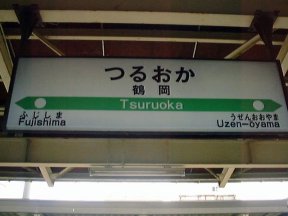 つるおか
鶴岡
Tsuruoka
ふじしま
Fujishima
うぜんおおやま
Uzen-ōyama